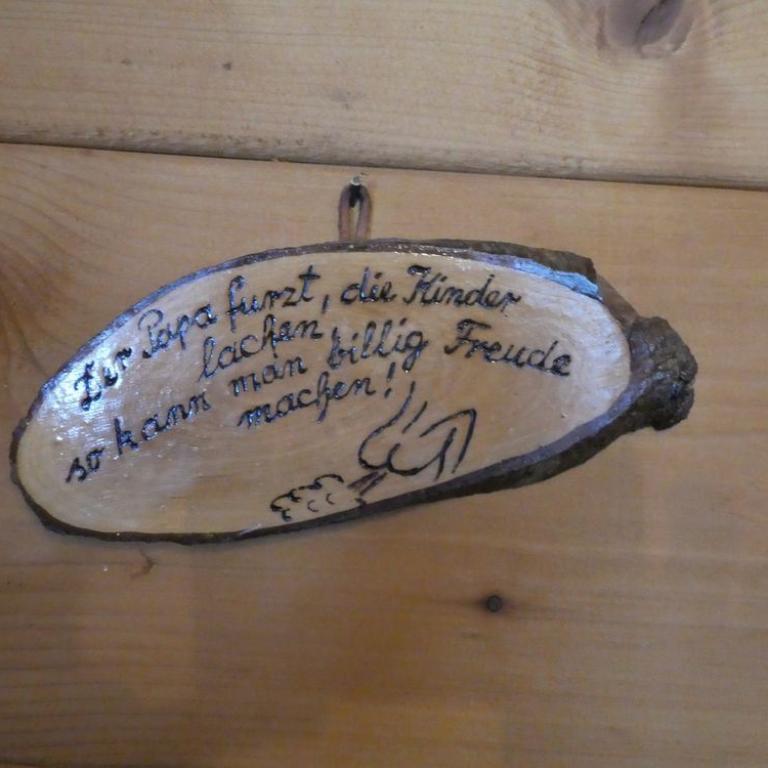 Der Papa furzt, die Kinder
lachen,
so kann man billig Freude
machen!